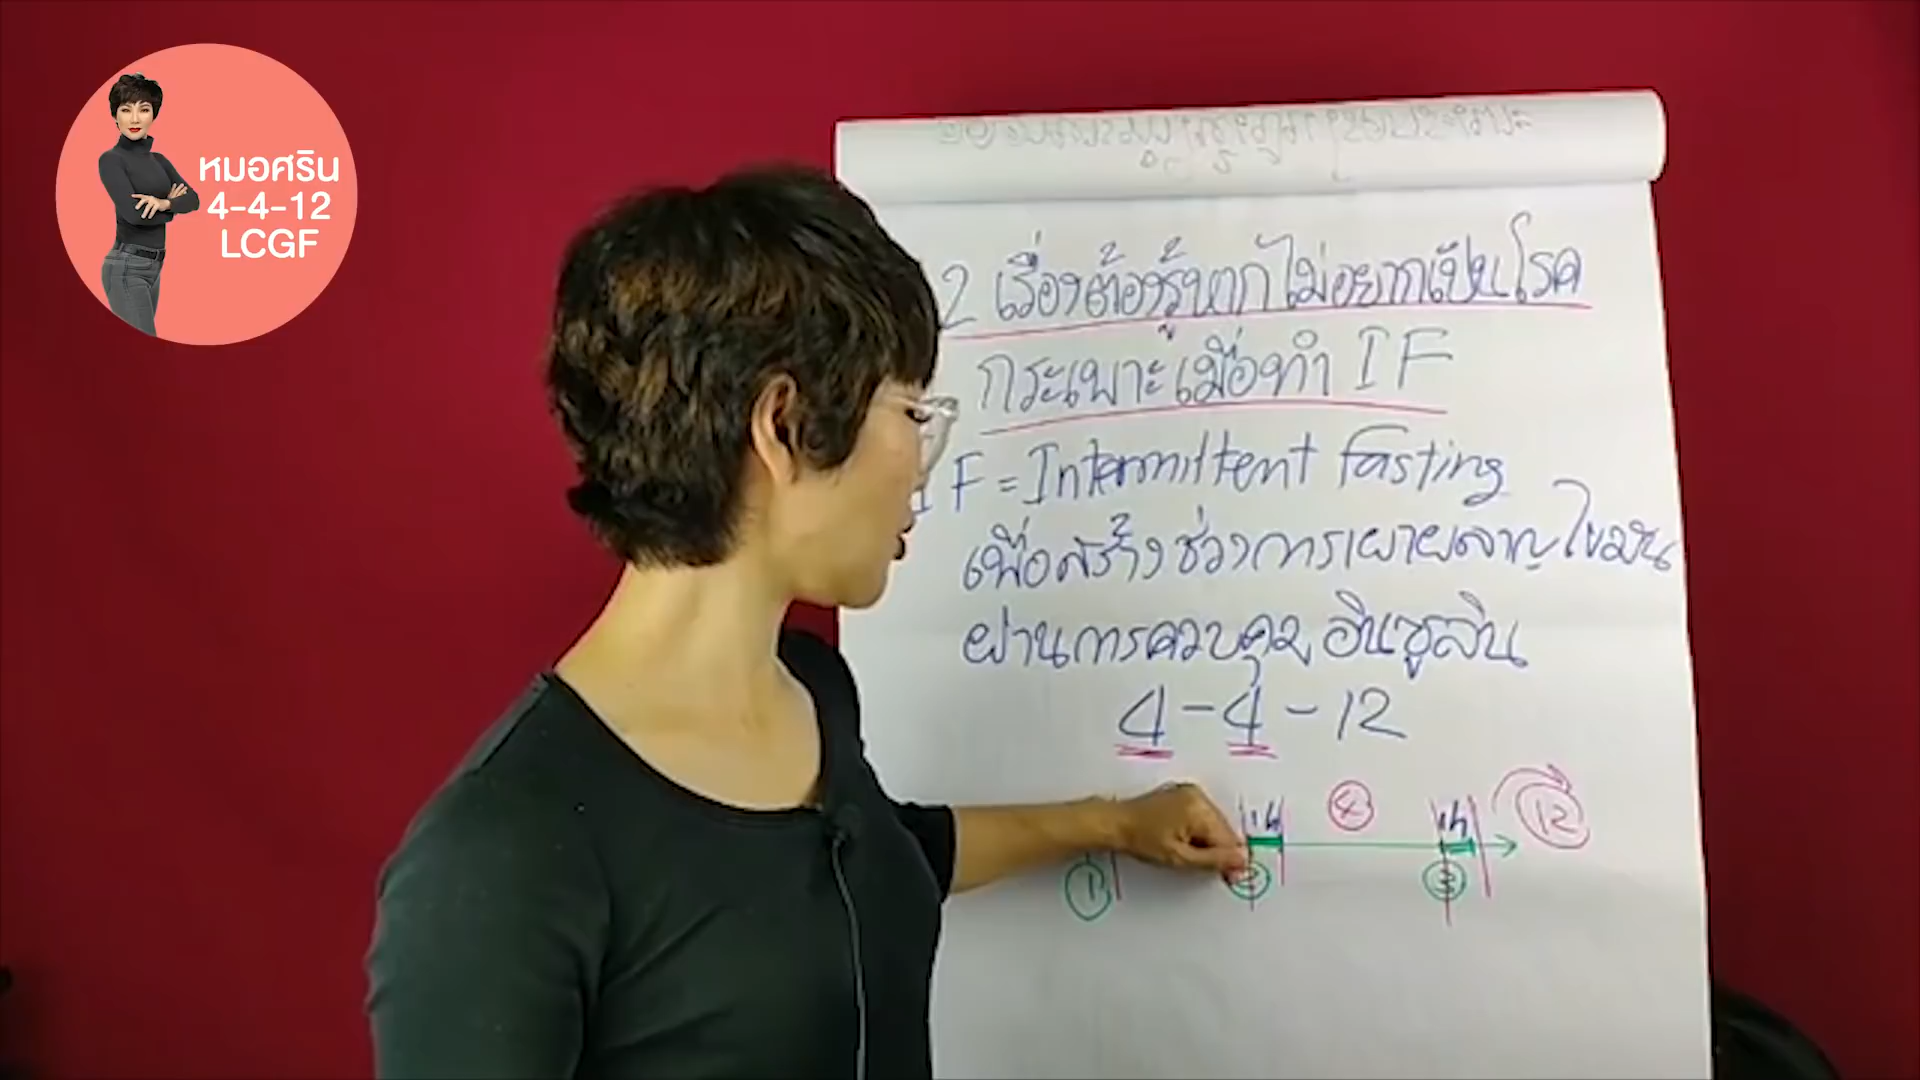 หมอศริน
4-4-12
LCGF
2 เรื่องต้องรู้หากไม่อยากเป็นโรค
กระเพาะเมื่อทำ IF
IF = Intermittent fasting
เพื่อสร้างช่วงการเผาผลาญไขมัน
ผ่านการควบคุมอินซูลิน
4-4-12
4
12
1
2
3